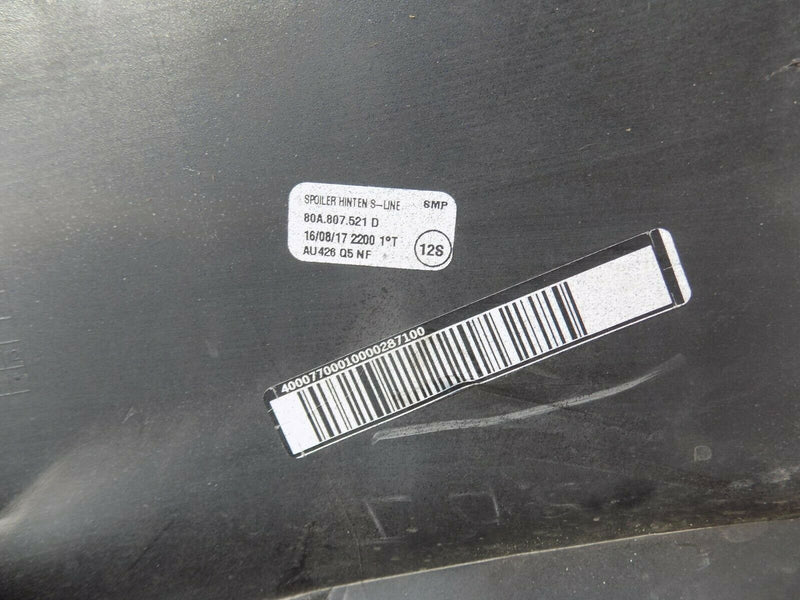 SPOILER HINTEN S-LINE SMP
80A.807.521 D
16/08/17 2200 1°T
AU426 Q5 NF 12S
40007700010000287100